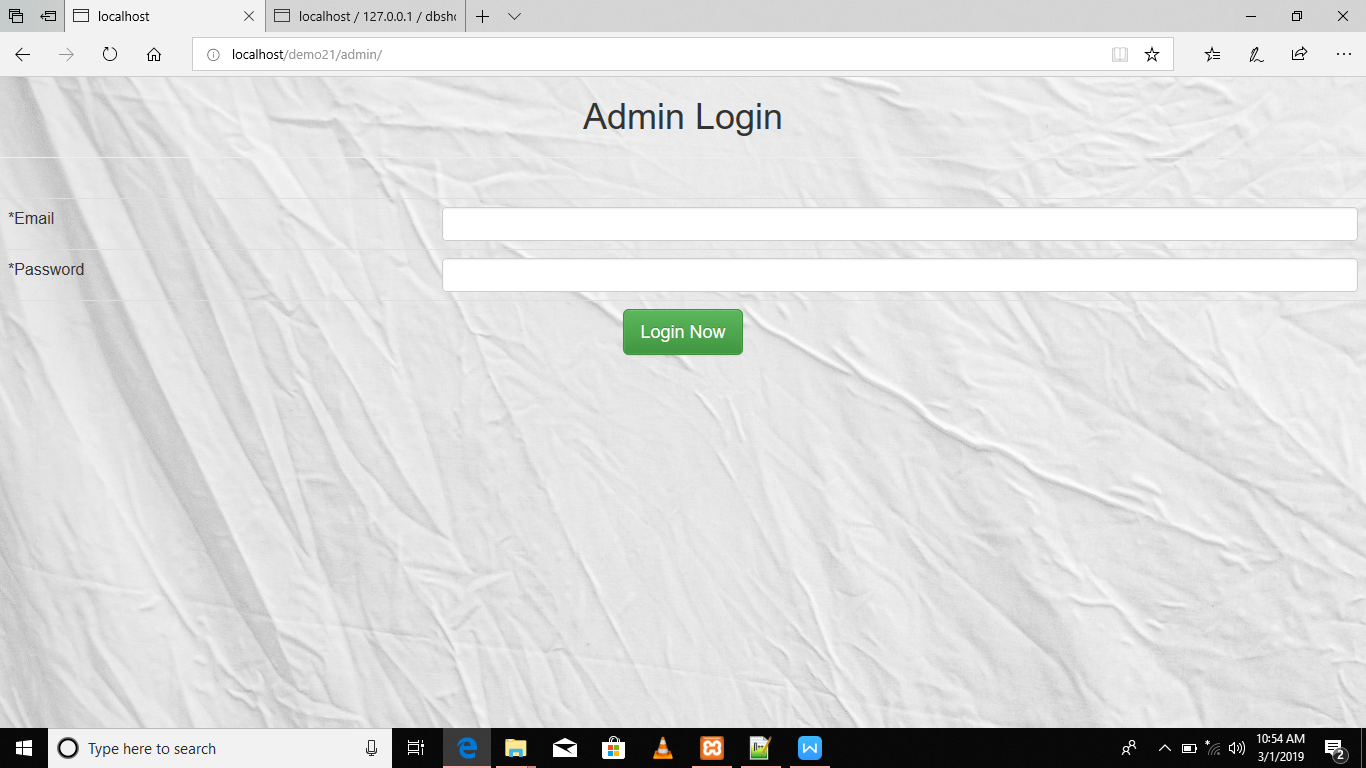 localhost
localhost / 127.0.0.1 / dbsh
localhost/demo21/admin/
Admin Login
*Email
*Password
Login Now
Type here to search
10:54 AM
3/1/2019
2